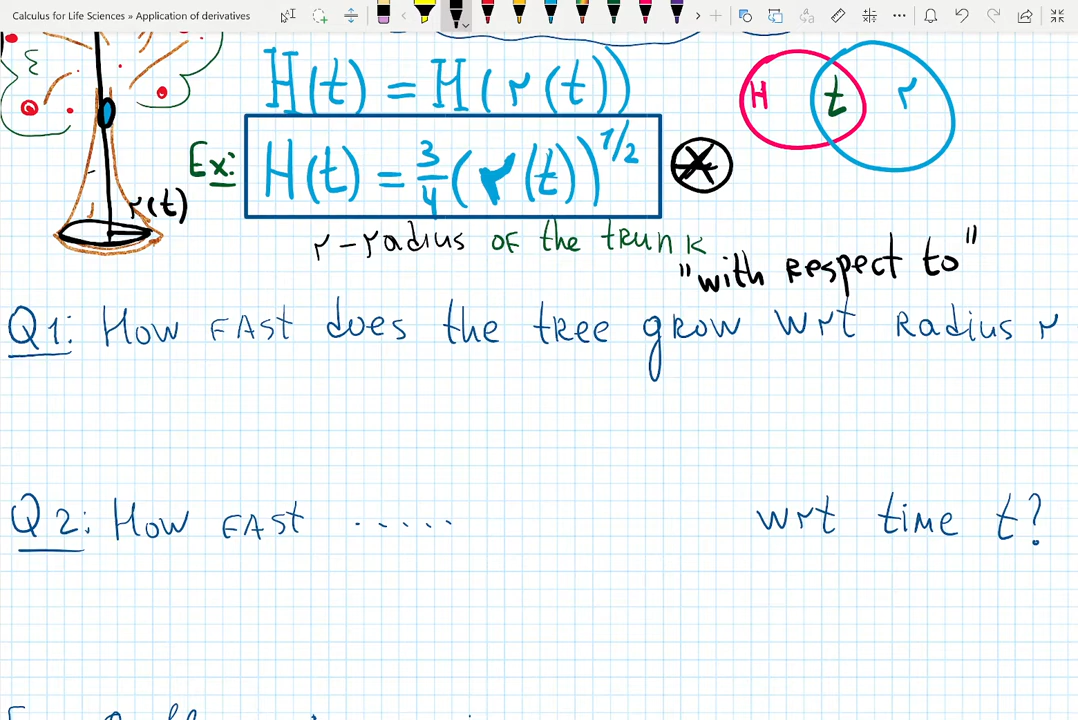 Calculus for Life Sciences » Application of derivatives
H(t) = H(r(t))
H t r
Ex: H(t) = 3/4 (r(t))^1/2 *
r(t)
r - radius of the trunk
"with respect to"
Q1: How fast does the tree grow wrt radius r
Q2: How fast ..... wrt time t?